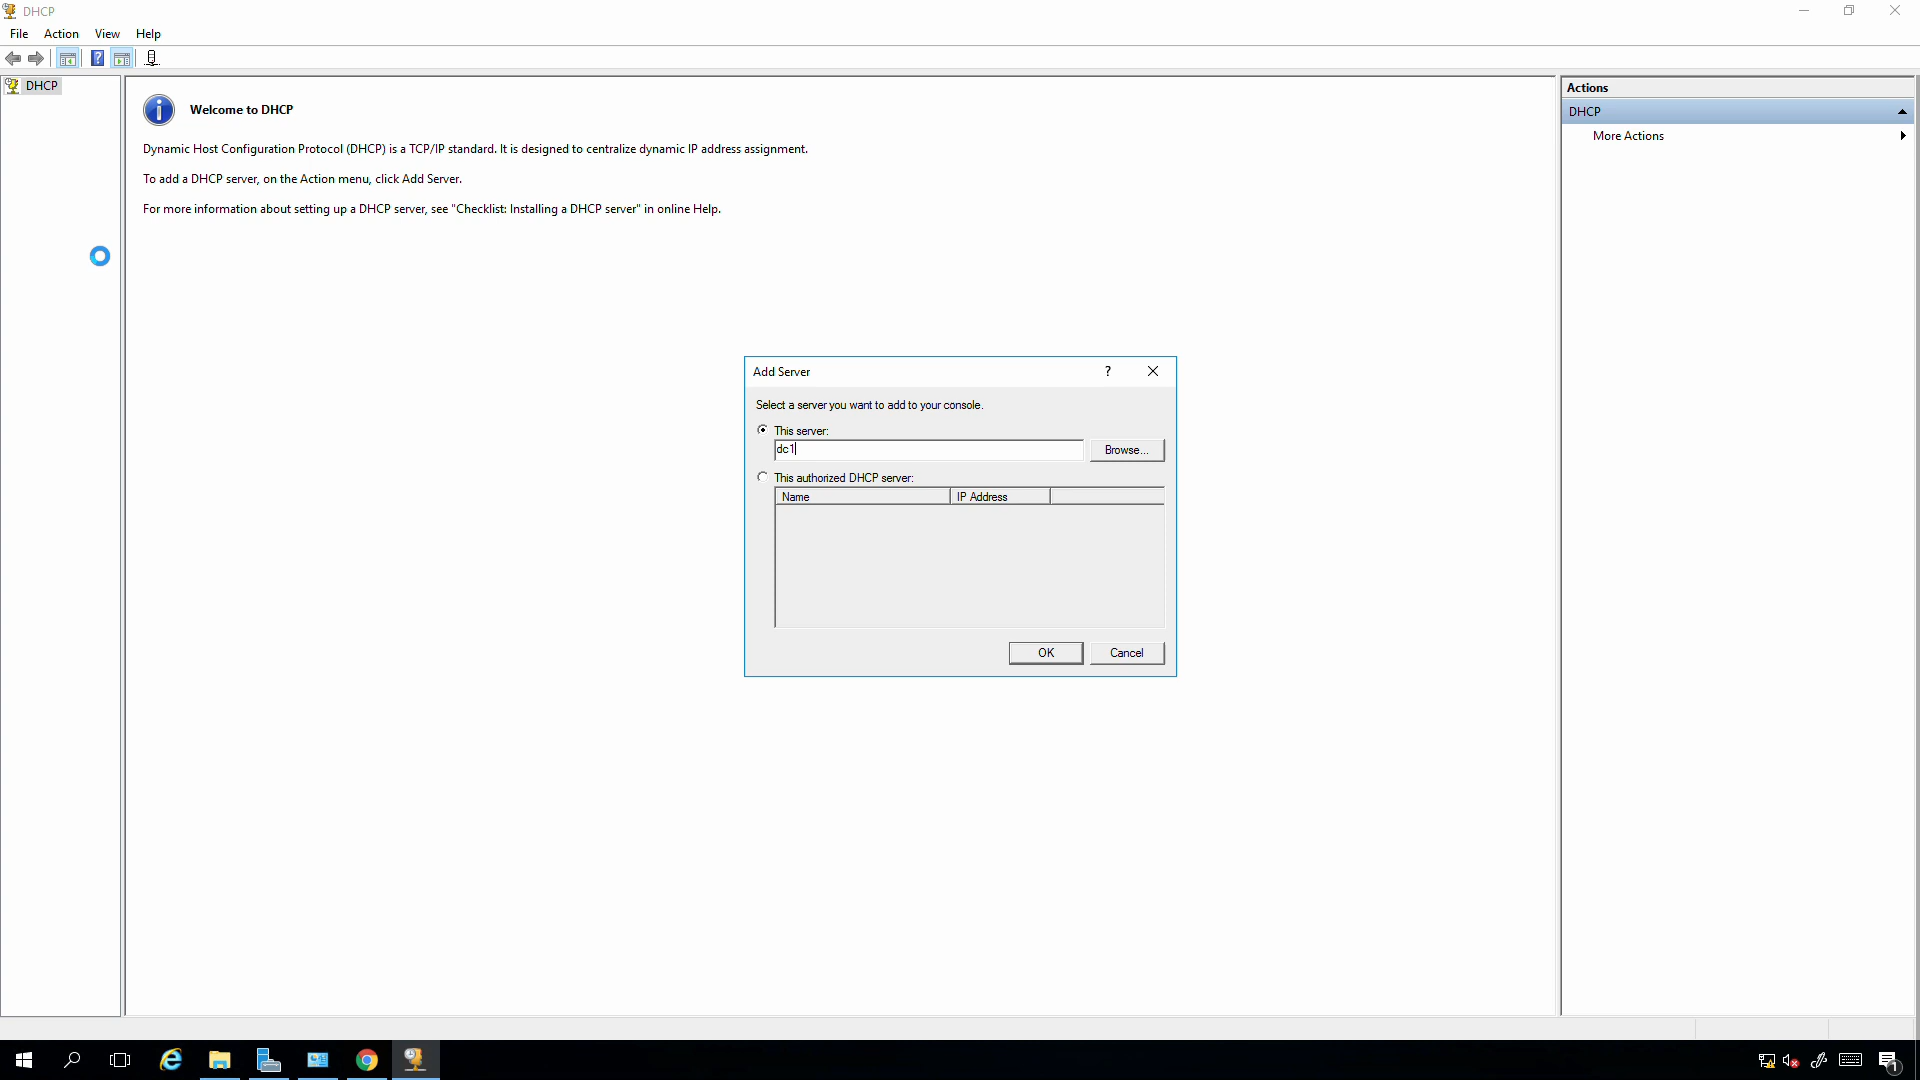 DHCP
File Action View Help
DHCP
Welcome to DHCP
Dynamic Host Configuration Protocol (DHCP) is a TCP/IP standard. It is designed to centralize dynamic IP address assignment.
To add a DHCP server, on the Action menu, click Add Server.
For more information about setting up a DHCP server, see "Checklist: Installing a DHCP server" in online Help.
Actions
DHCP
More Actions
Add Server
Select a server you want to add to your console.
This server:
dc1
Browse...
This authorized DHCP server:
Name IP Address
OK Cancel
1